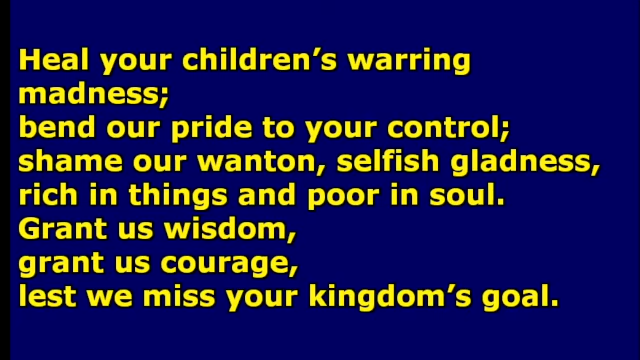 Heal your children’s warring
madness;
bend our pride to your control;
shame our wanton, selfish gladness,
rich in things and poor in soul.
Grant us wisdom,
grant us courage,
lest we miss your kingdom’s goal.